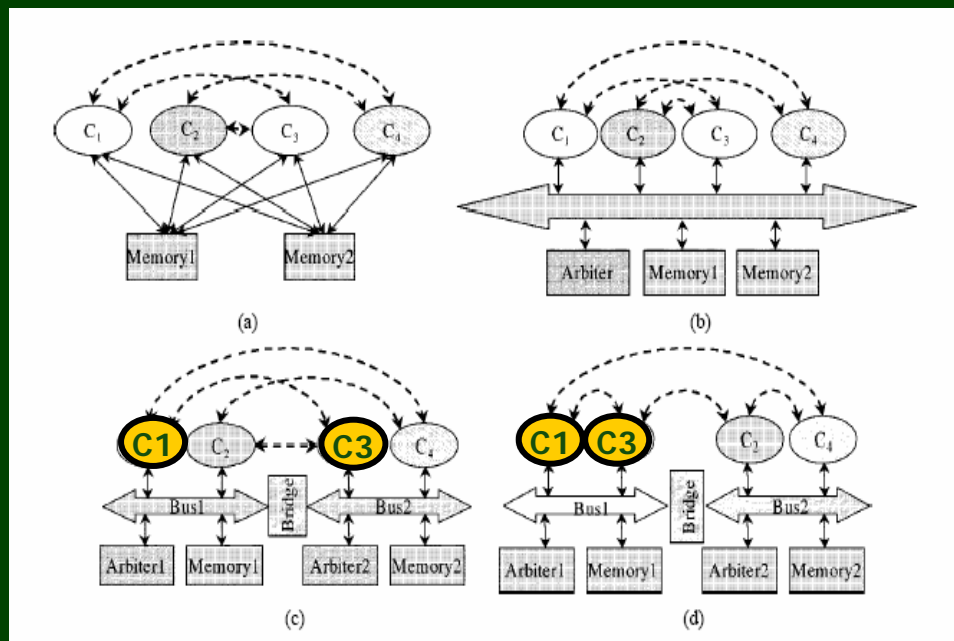 C1 C2 C3 C4
Memory1 Memory2
(a)
C1 C2 C3 C4
Arbiter Memory1 Memory2
(b)
C1 C2 C3 C4
Bus1 Bridge Bus2
Arbiter1 Memory1 Arbiter2 Memory2
(c)
C1 C3 C2 C4
Bus1 Bridge Bus2
Arbiter1 Memory1 Arbiter2 Memory2
(d)